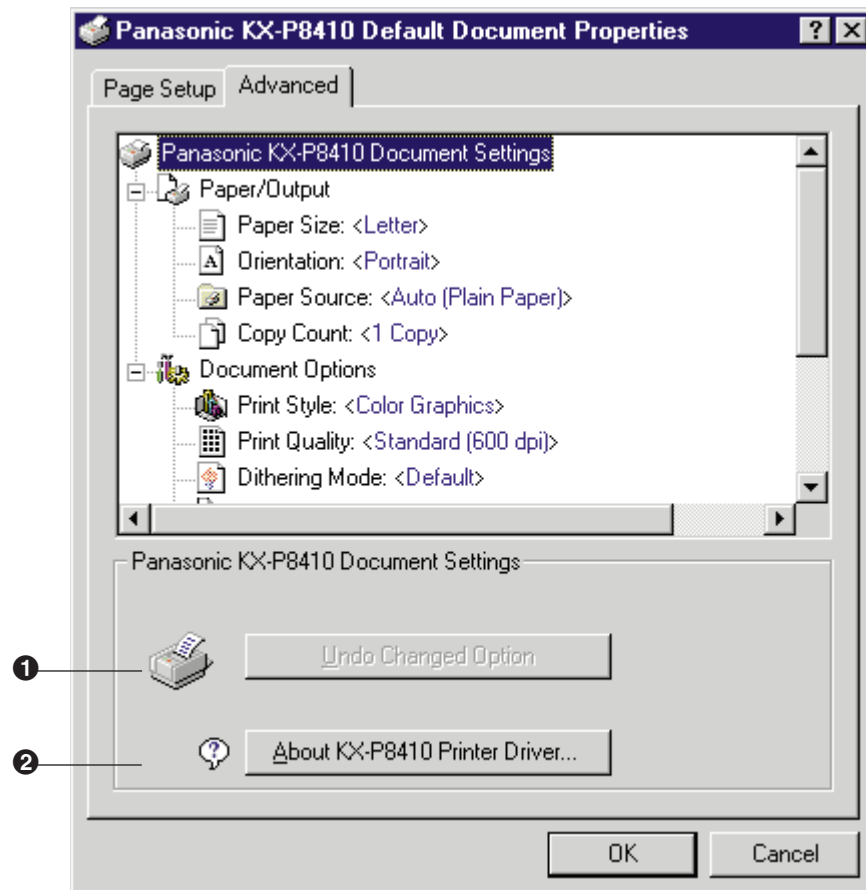 Panasonic KX-P8410 Default Document Properties
Page Setup Advanced
Panasonic KX-P8410 Document Settings
Paper/Output
Paper Size: <Letter>
Orientation: <Portrait>
Paper Source: <Auto (Plain Paper)>
Copy Count: <1 Copy>
Document Options
Print Style: <Color Graphics>
Print Quality: <Standard (600 dpi)>
Dithering Mode: <Default>
Panasonic KX-P8410 Document Settings
❶ Undo Changed Option
❷ About KX-P8410 Printer Driver...
OK Cancel